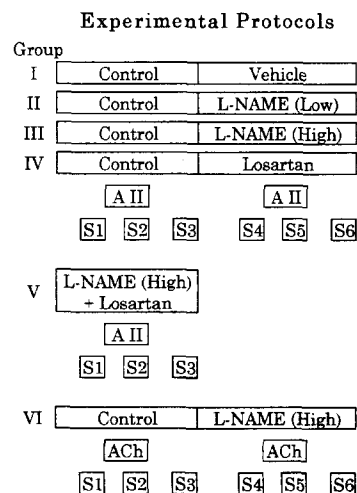 Experimental Protocols
Group
I Control Vehicle
II Control L-NAME (Low)
III Control L-NAME (High)
IV Control Losartan
A II A II
S1 S2 S3 S4 S5 S6
V L-NAME (High)
+ Losartan
A II
S1 S2 S3
VI Control L-NAME (High)
ACh ACh
S1 S2 S3 S4 S5 S6